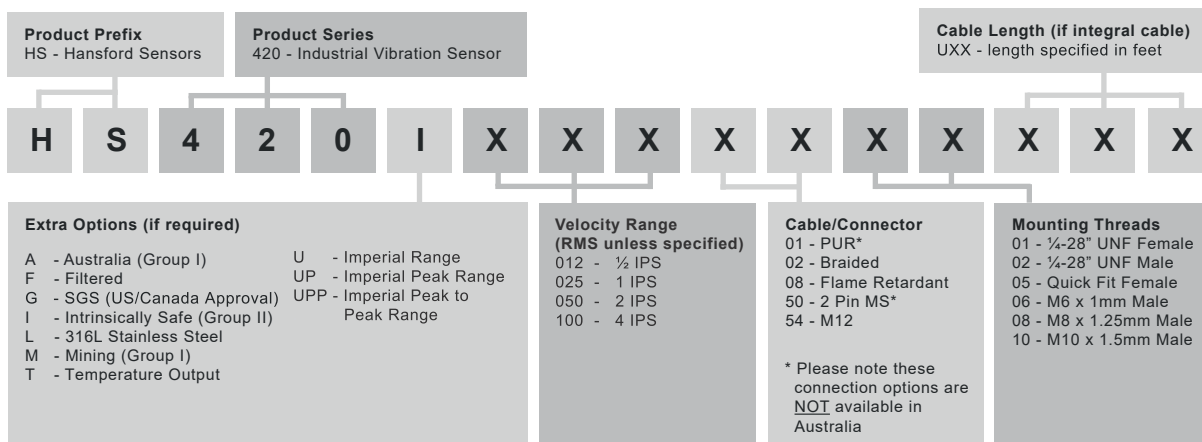 Product Prefix
HS - Hansford Sensors
Product Series
420 - Industrial Vibration Sensor
Cable Length (if integral cable)
UXX - length specified in feet
H S 4 2 0 I X X X X X X X X X X
Extra Options (if required)
A - Australia (Group I)
F - Filtered
G - SGS (US/Canada Approval)
I - Intrinsically Safe (Group II)
L - 316L Stainless Steel
M - Mining (Group I)
T - Temperature Output
U - Imperial Range
UP - Imperial Peak Range
UPP - Imperial Peak to
Peak Range
Velocity Range
(RMS unless specified)
012 - ½ IPS
025 - 1 IPS
050 - 2 IPS
100 - 4 IPS
Cable/Connector
01 - PUR*
02 - Braided
08 - Flame Retardant
50 - 2 Pin MS*
54 - M12
* Please note these
connection options are
NOT available in
Australia
Mounting Threads
01 - ¼-28” UNF Female
02 - ¼-28” UNF Male
05 - Quick Fit Female
06 - M6 x 1mm Male
08 - M8 x 1.25mm Male
10 - M10 x 1.5mm Male